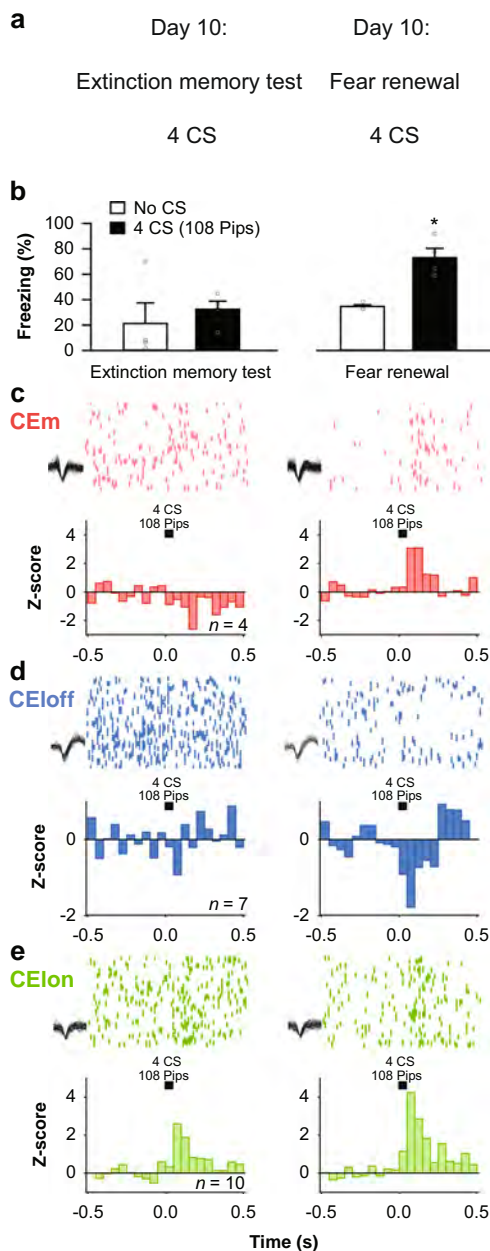 a
Day 10: Day 10:
Extinction memory test Fear renewal
4 CS 4 CS
b
No CS
4 CS (108 Pips)
*
Freezing (%)
100
80
60
40
20
0
Extinction memory test Fear renewal
c
CEm
4 CS 4 CS
108 Pips 108 Pips
Z-score
4
2
0
-2
n = 4
-0.5 0.0 0.5 -0.5 0.0 0.5
d
CEloff
4 CS 4 CS
108 Pips 108 Pips
Z-score
0 0
-2 -2
n = 7
-0.5 0.0 0.5 -0.5 0.0 0.5
e
CElon
4 CS 4 CS
108 Pips 108 Pips
Z-score
4 4
2 2
0 0
n = 10
-0.5 0.0 0.5 -0.5 0.0 0.5
Time (s)